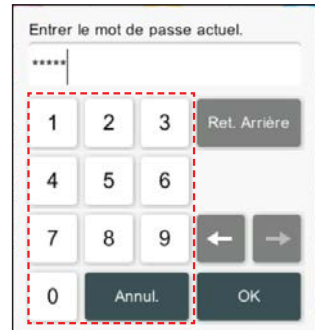 Entrer le mot de passe actuel.
*****
1 2 3 Ret. Arrière
4 5 6
7 8 9 ← →
0 Annul. OK